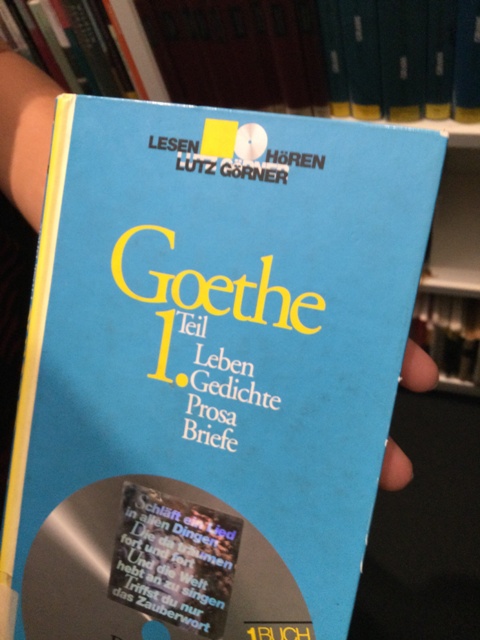 LESEN HÖREN
LUTZ GÖRNER
Goethe
1. Teil
Leben
Gedichte
Prosa
Briefe
Schläft ein Lied
in allen Dingen
Die da träumen
fort und fort
Und die Welt
hebt an zu singen
Triffst du nur
das Zauberwort
1 BUCH